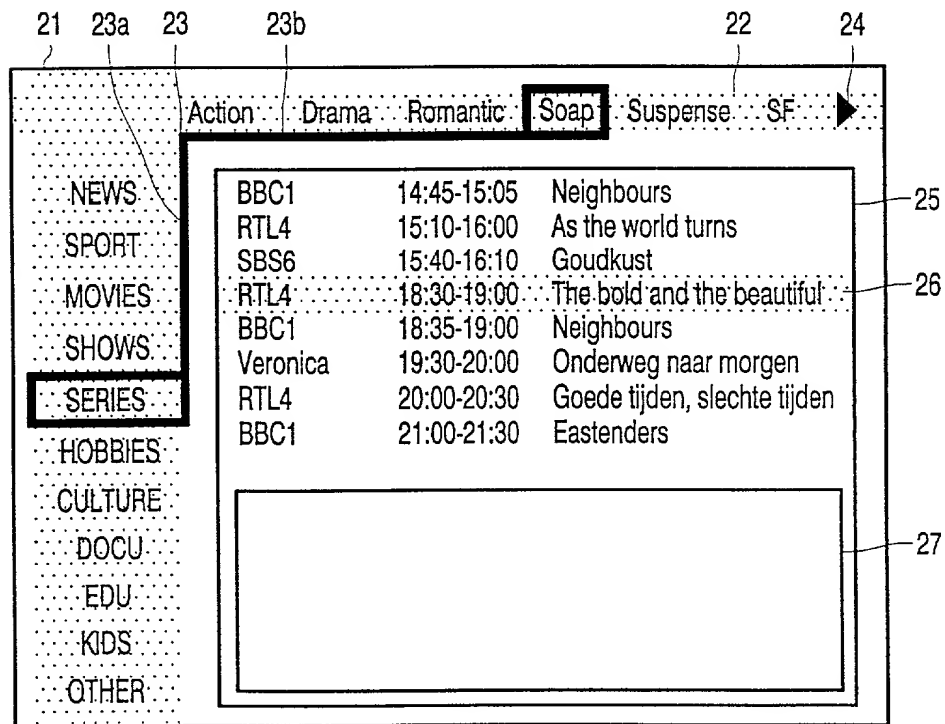 21 23a 23 23b 22 24
Action Drama Romantic Soap Suspense SF
NEWS
SPORT
MOVIES
SHOWS
SERIES
HOBBIES
CULTURE
DOCU
EDU
KIDS
OTHER
BBC1 14:45-15:05 Neighbours
RTL4 15:10-16:00 As the world turns
SBS6 15:40-16:10 Goudkust
RTL4 18:30-19:00 The bold and the beautiful
BBC1 18:35-19:00 Neighbours
Veronica 19:30-20:00 Onderweg naar morgen
RTL4 20:00-20:30 Goede tijden, slechte tijden
BBC1 21:00-21:30 Eastenders
25
26
27